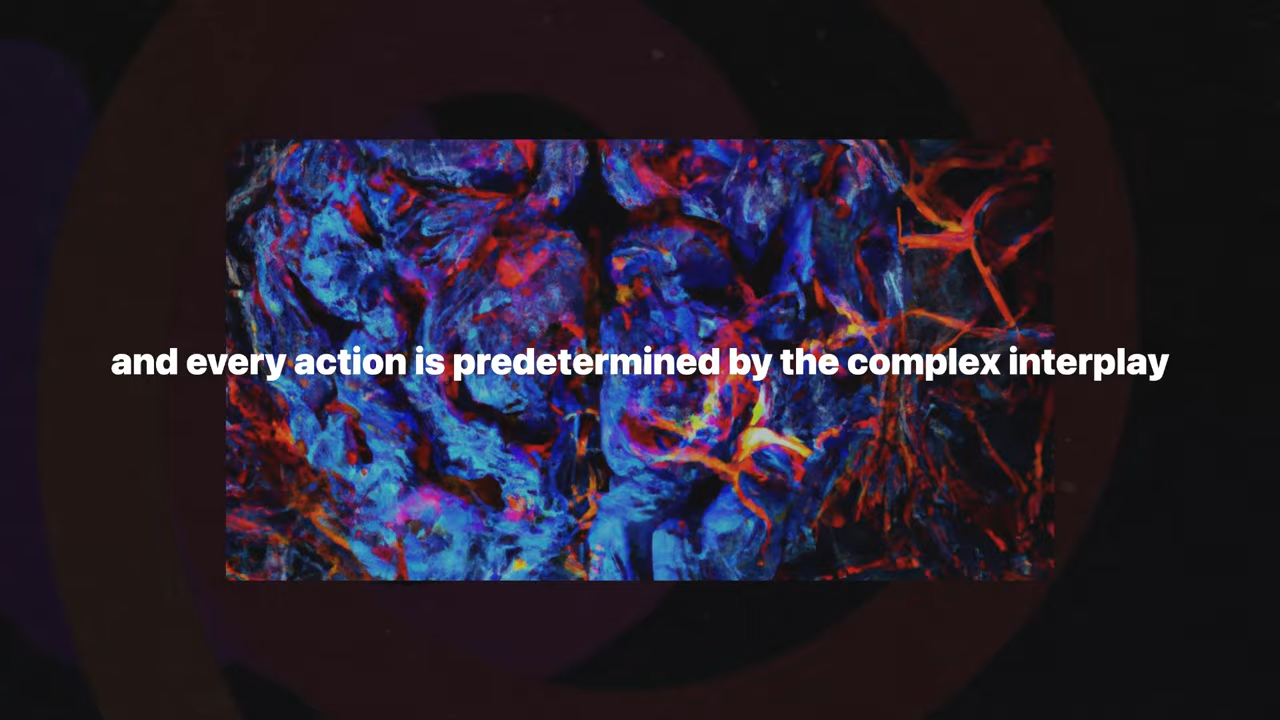 and every action is predetermined by the complex interplay